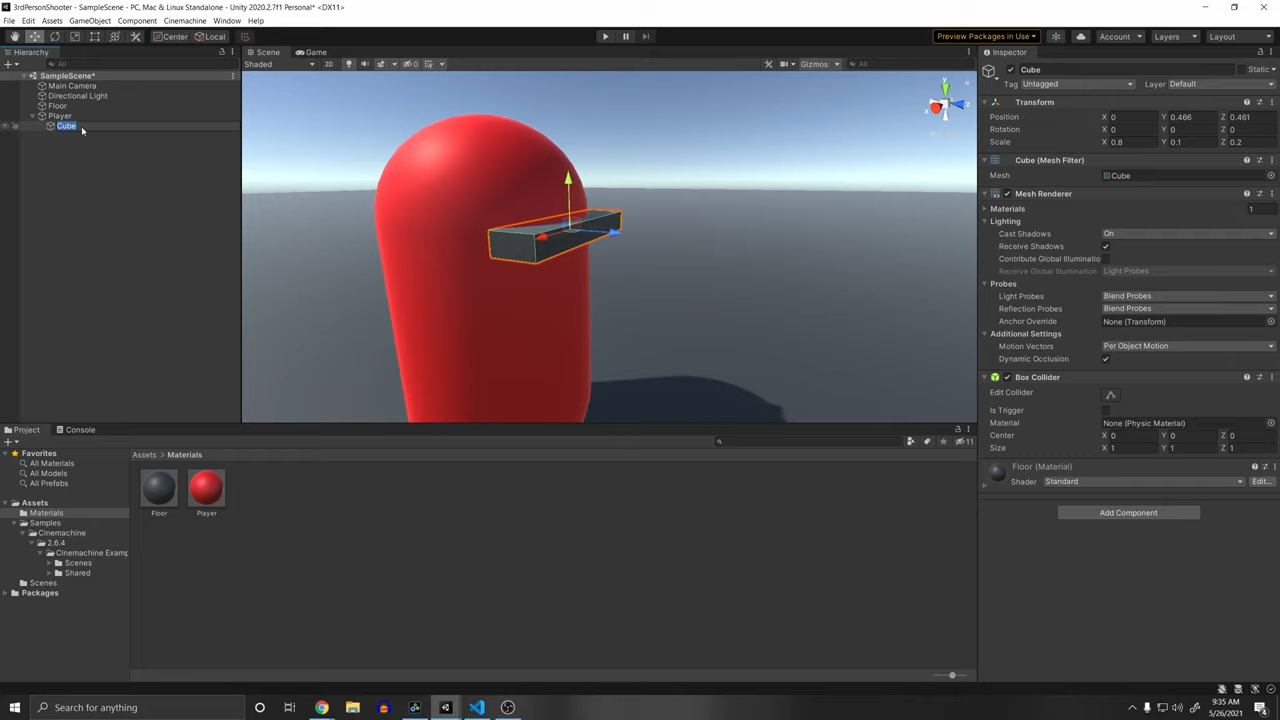 3rdPersonShooter - SampleScene - PC, Mac & Linux Standalone - Unity 2020.2.7f1 Personal* <DX11>
File Edit Assets GameObject Component Cinemachine Window Help
Center Local Preview Packages in Use Account Layers Layout
Hierarchy
All
SampleScene*
Main Camera
Directional Light
Floor
Player
Cube
Scene Game
Shaded 2D 0 Gizmos All
y x z
Inspector
Cube Static
Tag Untagged Layer Default
Transform
Position X 0 Y 0.466 Z 0.461
Rotation X 0 Y 0 Z 0
Scale X 0.8 Y 0.1 Z 0.2
Cube (Mesh Filter)
Mesh Cube
Mesh Renderer
Materials 1
Lighting
Cast Shadows On
Receive Shadows
Contribute Global Illuminatio
Receive Global Illumination Light Probes
Probes
Light Probes Blend Probes
Reflection Probes Blend Probes
Anchor Override None (Transform)
Additional Settings
Motion Vectors Per Object Motion
Dynamic Occlusion
Box Collider
Edit Collider
Is Trigger
Material None (Physic Material)
Center X 0 Y 0 Z 0
Size X 1 Y 1 Z 1
Floor (Material)
Shader Standard Edit...
Add Component
Project Console
11
Favorites
All Materials
All Models
All Prefabs
Assets
Materials
Samples
Cinemachine
2.6.4
Cinemachine Examp
Scenes
Shared
Scenes
Packages
Assets Materials
Floor Player
Search for anything
9:35 AM
5/26/2021
4